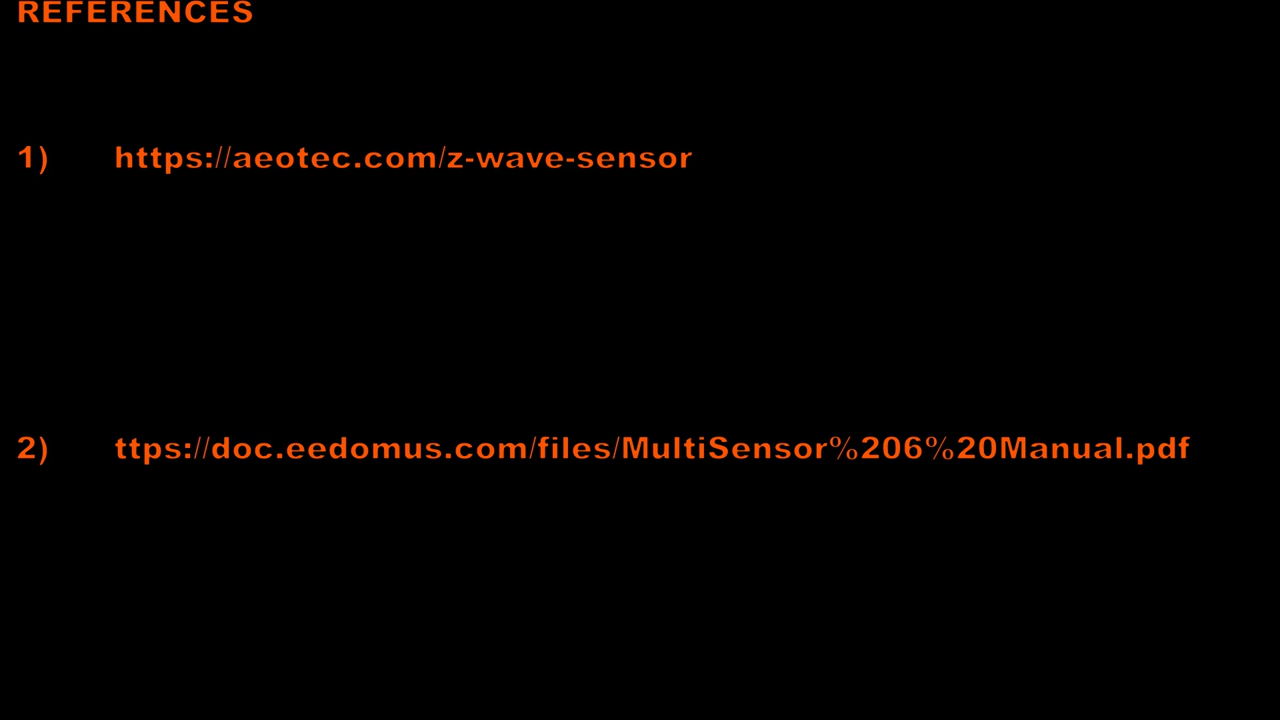 REFERENCES
1) https://aeotec.com/z-wave-sensor
2) ttps://doc.eedomus.com/files/MultiSensor%206%20Manual.pdf